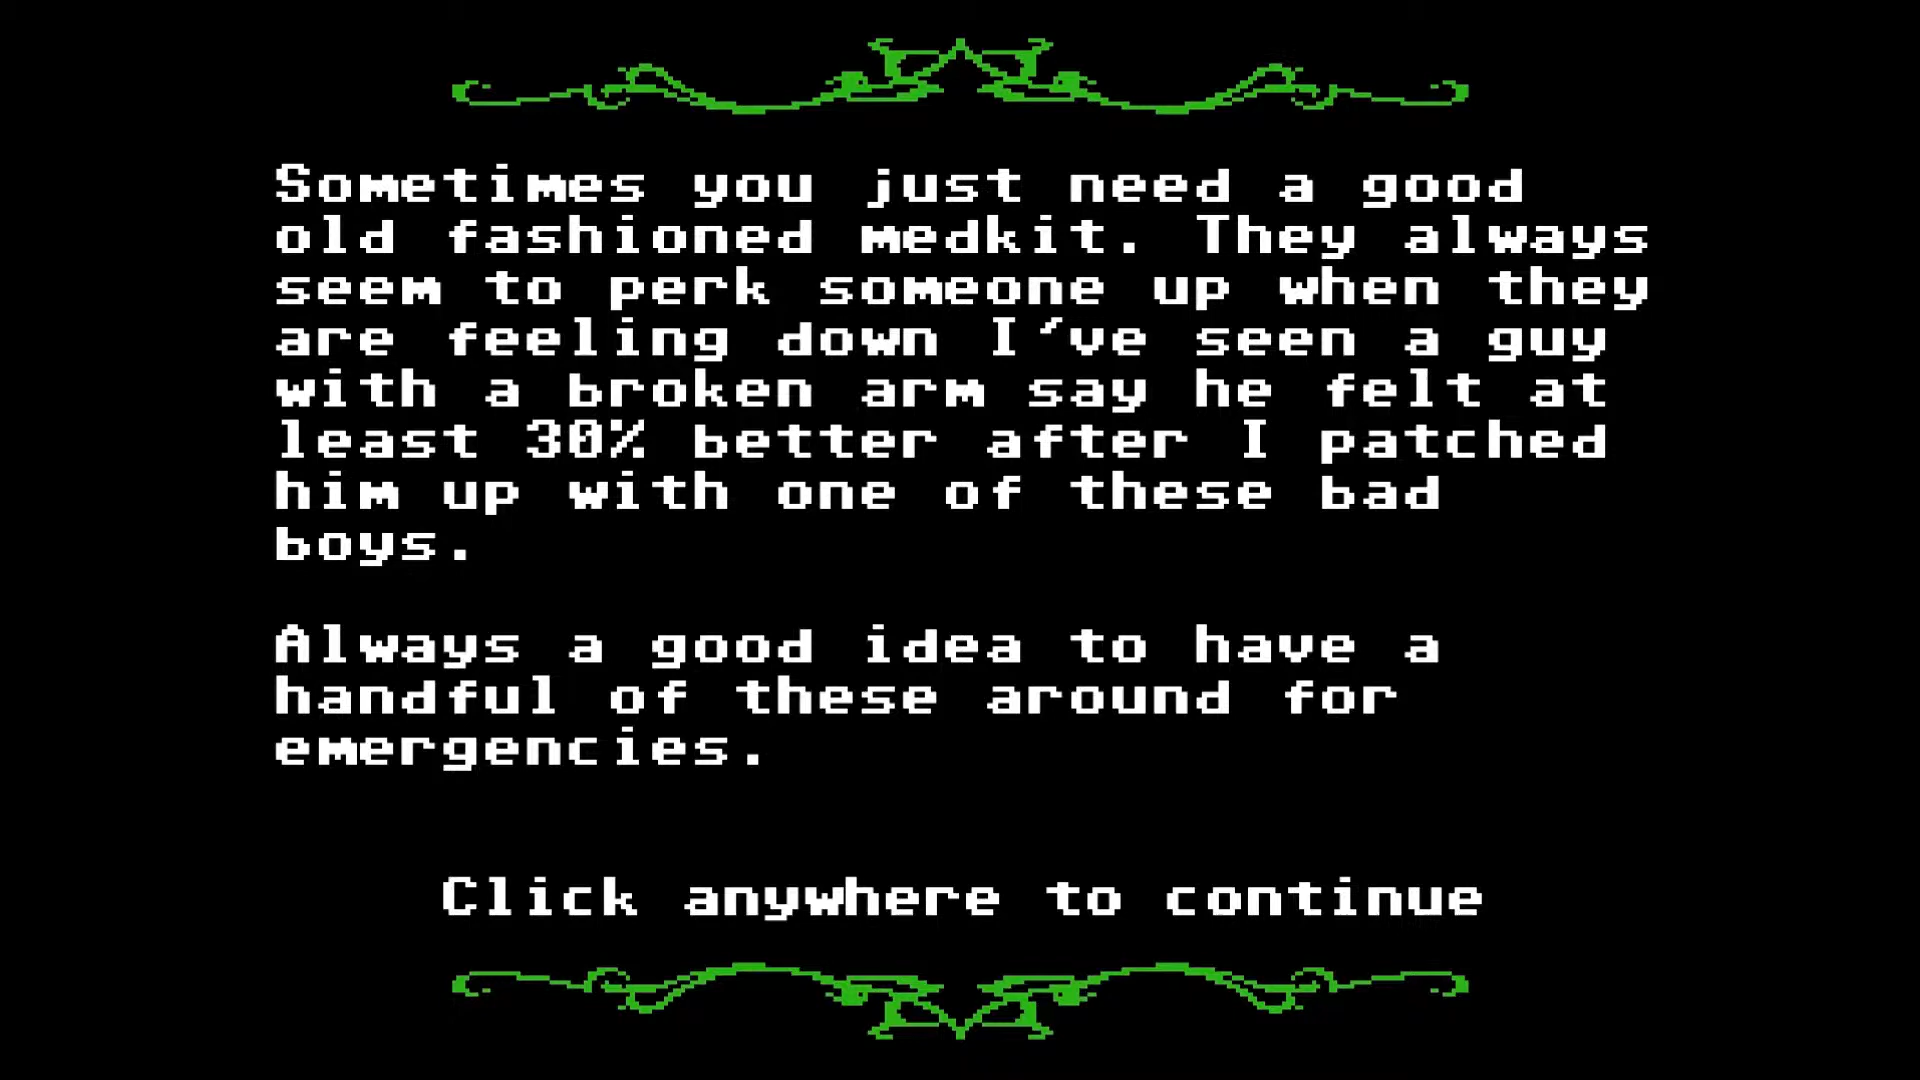 Sometimes you just need a good
old fashioned medkit. They always
seem to perk someone up when they
are feeling down I've seen a guy
with a broken arm say he felt at
least 30% better after I patched
him up with one of these bad
boys.
Always a good idea to have a
handful of these around for
emergencies.
Click anywhere to continue